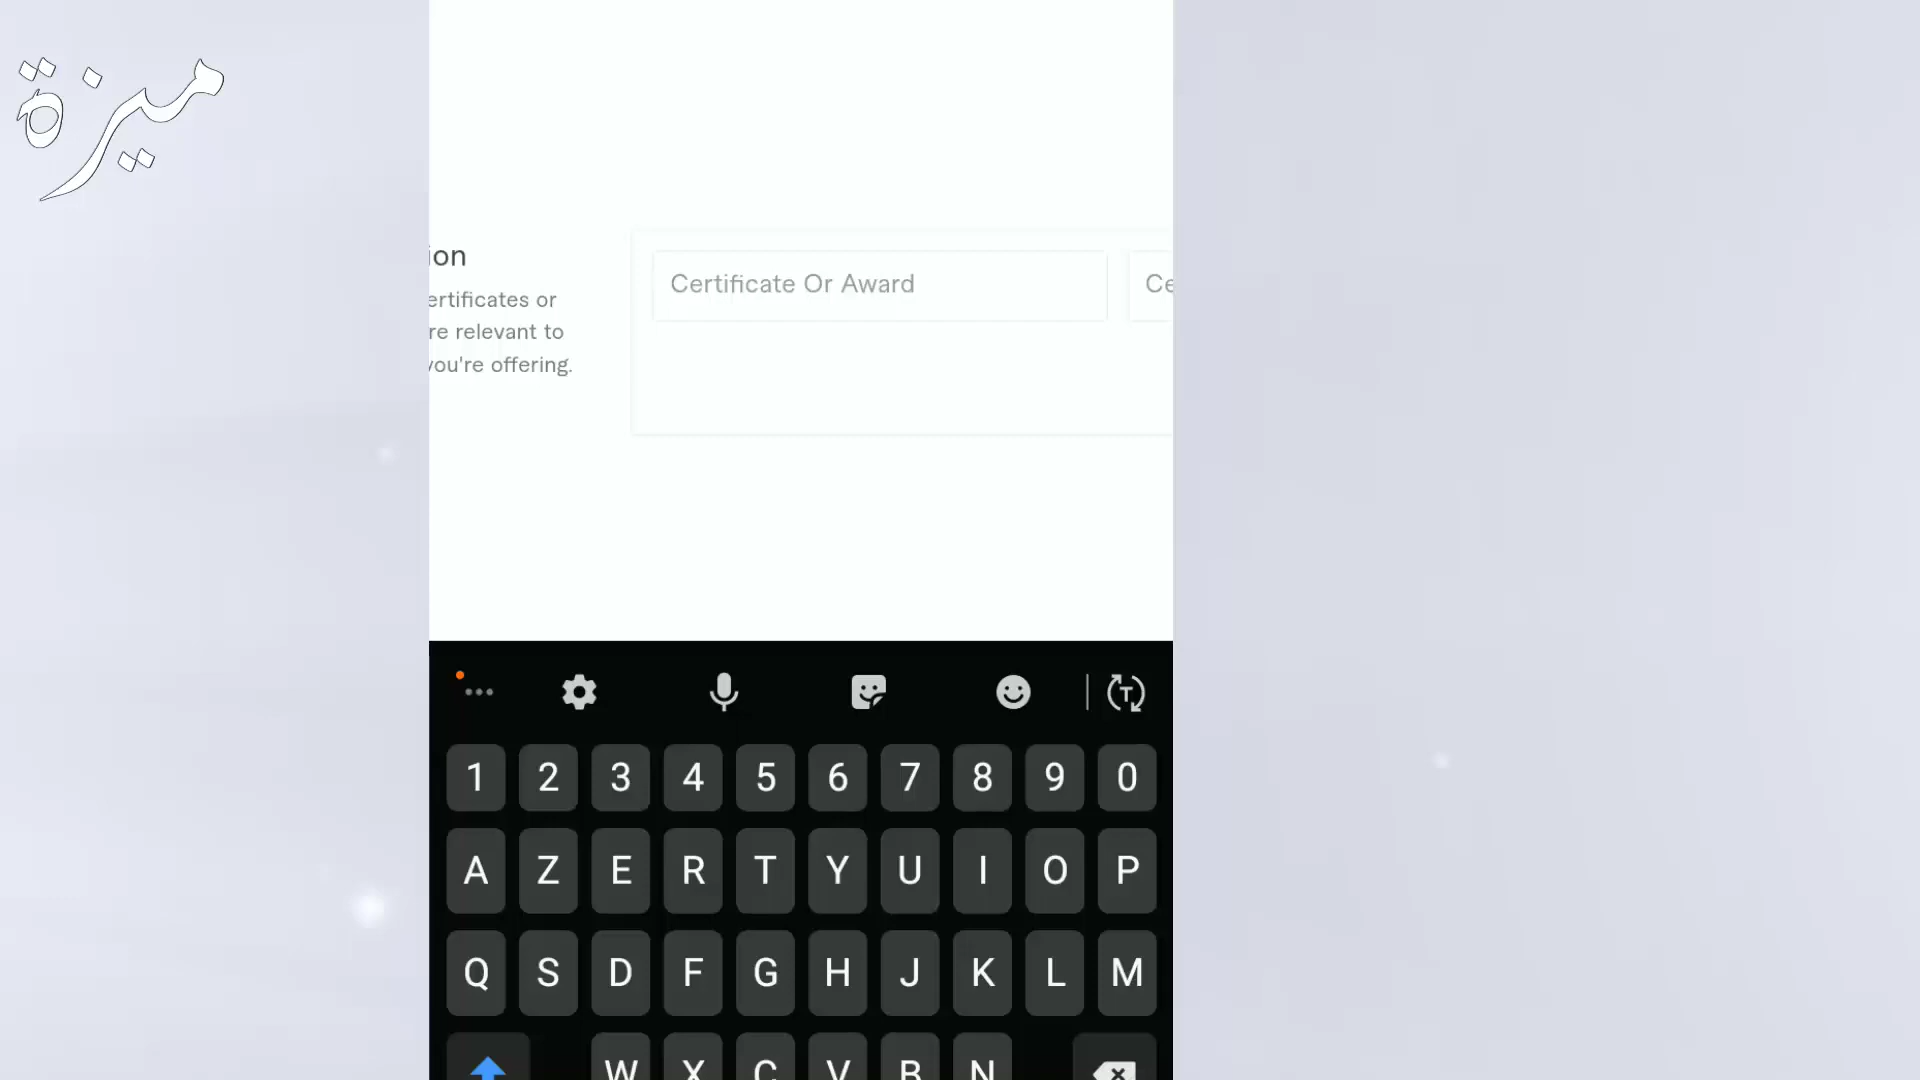 ميزة
ion
ertificates or
re relevant to
you're offering.
Certificate Or Award
Ce
1 2 3 4 5 6 7 8 9 0
A Z E R T Y U I O P
Q S D F G H J K L M
W X C V B N